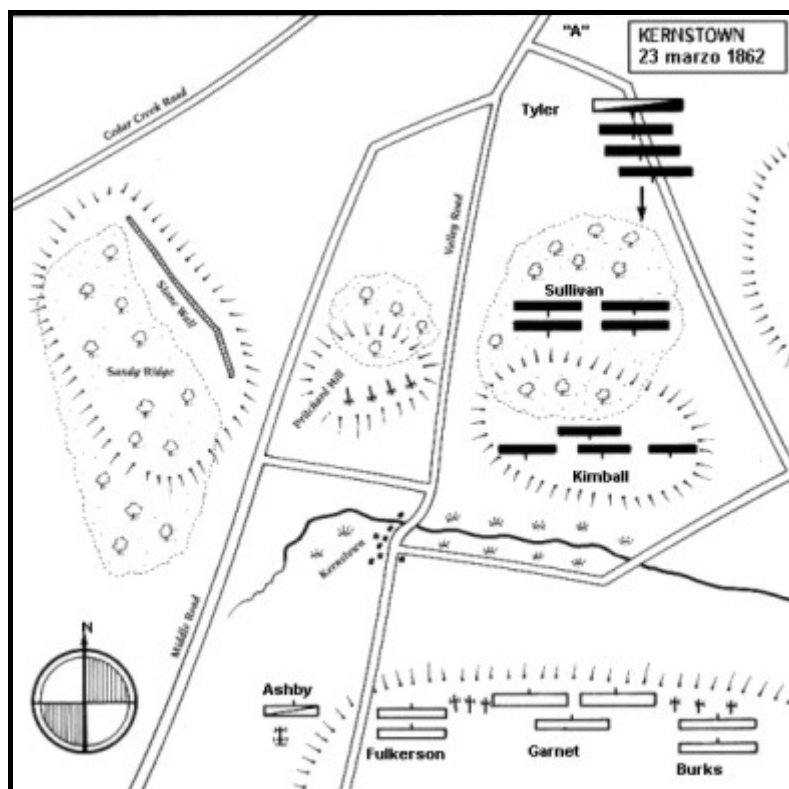 "A"
KERNSTOWN
23 marzo 1862
Cedar Creek Road
Tyler
Valley Road
Stone Wall
Sullivan
Sandy Ridge
Pritchard Hill
Kimball
Kernstown
Middle Road
N
Ashby
Fulkerson
Garnet
Burks